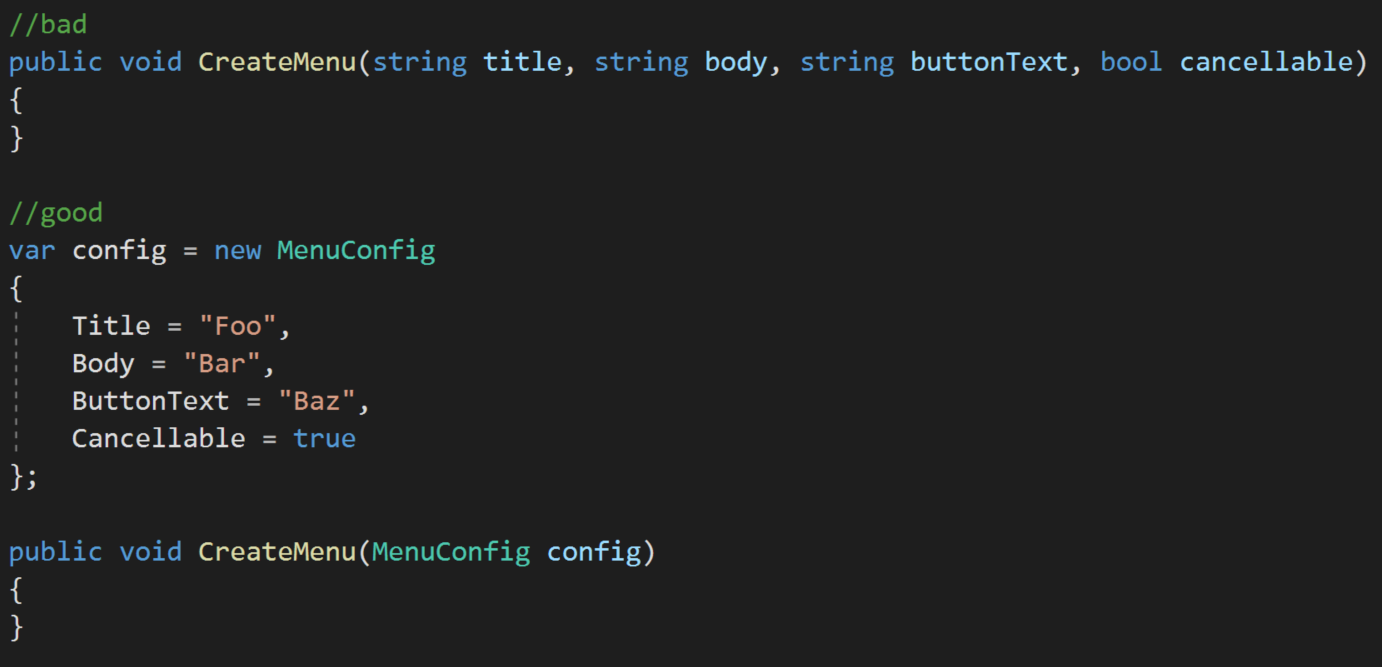 //bad
public void CreateMenu(string title, string body, string buttonText, bool cancellable)
{
}

//good
var config = new MenuConfig
{
    Title = "Foo",
    Body = "Bar",
    ButtonText = "Baz",
    Cancellable = true
};

public void CreateMenu(MenuConfig config)
{
}